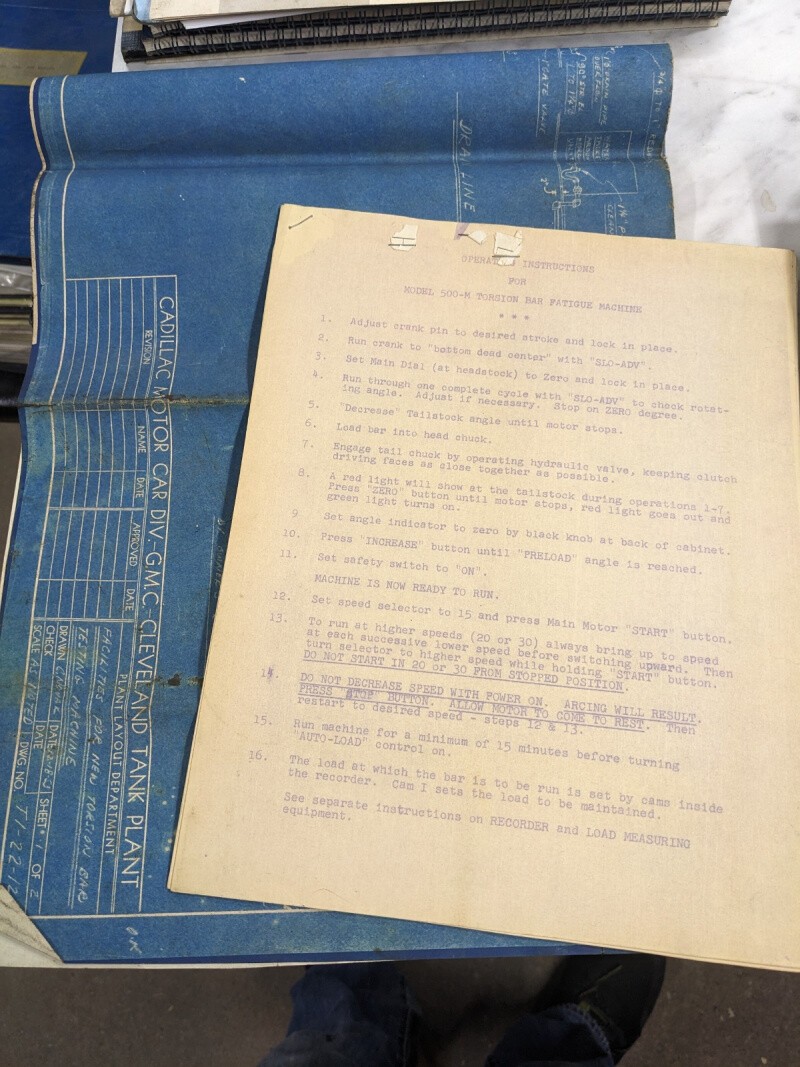 OPERATING INSTRUCTIONS
FOR
MODEL 500-M TORSION BAR FATIGUE MACHINE
* * *
1. Adjust crank pin to desired stroke and lock in place.
2. Run crank to "bottom dead center" with "SLO-ADV".
3. Set Main Dial (at headstock) to Zero and lock in place.
4. Run through one complete cycle with "SLO-ADV" to check rotat-
ing angle. Adjust if necessary. Stop on ZERO degree.
5. "Decrease" Tailstock angle until motor stops.
6. Load bar into head chuck.
7. Engage tail chuck by operating hydraulic valve, keeping clutch
driving faces as close together as possible.
8. A red light will show at the tailstock during operations 1-7.
Press "ZERO" button until motor stops, red light goes out and
green light turns on.
9 Set angle indicator to zero by black knob at back of cabinet.
10. Press "INCREASE" button until "PRELOAD" angle is reached.
11. Set safety switch to "ON".
MACHINE IS NOW READY TO RUN.
12. Set speed selector to 15 and press Main Motor "START" button.
13. To run at higher speeds (20 or 30) always bring up to speed
at each successive lower speed before switching upward. Then
turn selector to higher speed while holding "START" button.
DO NOT START IN 20 OR 30 FROM STOPPED POSITION.
14. DO NOT DECREASE SPEED WITH POWER ON. ARCING WILL RESULT.
PRESS STOP BUTTON. ALLOW MOTOR TO COME TO REST. Then
restart to desired speed - steps 12 & 13.
15. Run machine for a minimum of 15 minutes before turning
"AUTO-LOAD" control on.
16. The load at which the bar is to be run is set by cams inside
the recorder. Cam I sets the load to be maintained.
See separate instructions on RECORDER and LOAD MEASURING
equipment.
CADILLAC MOTOR CAR DIV.-G.M.C.-CLEVELAND TANK PLANT
PLANT LAYOUT DEPARTMENT
REVISION NAME DATE APPROVED DATE
FACILITIES FOR NEW TORSION BAR
TESTING MACHINE
DRAWN DATE
CHECK DATE SHEET 1 OF 2
SCALE AS NOTED DWG NO. T1-22-12
DRAIN LINE
GATE VALVE
OK